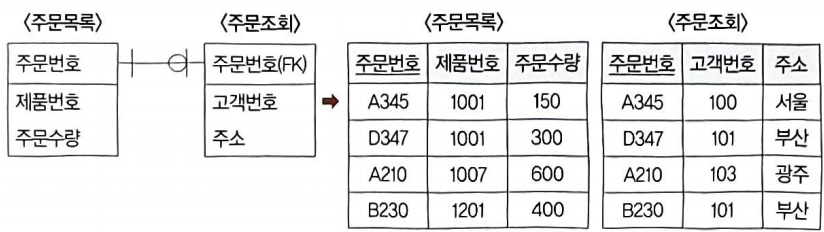 〈주문목록〉 〈주문조회〉 〈주문목록〉 〈주문조회〉
주문번호 주문번호(FK) 주문번호 제품번호 주문수량 주문번호 고객번호 주소
제품번호 고객번호 A345 1001 150 A345 100 서울
주문수량 주소 D347 1001 300 D347 101 부산
A210 1007 600 A210 103 광주
B230 1201 400 B230 101 부산